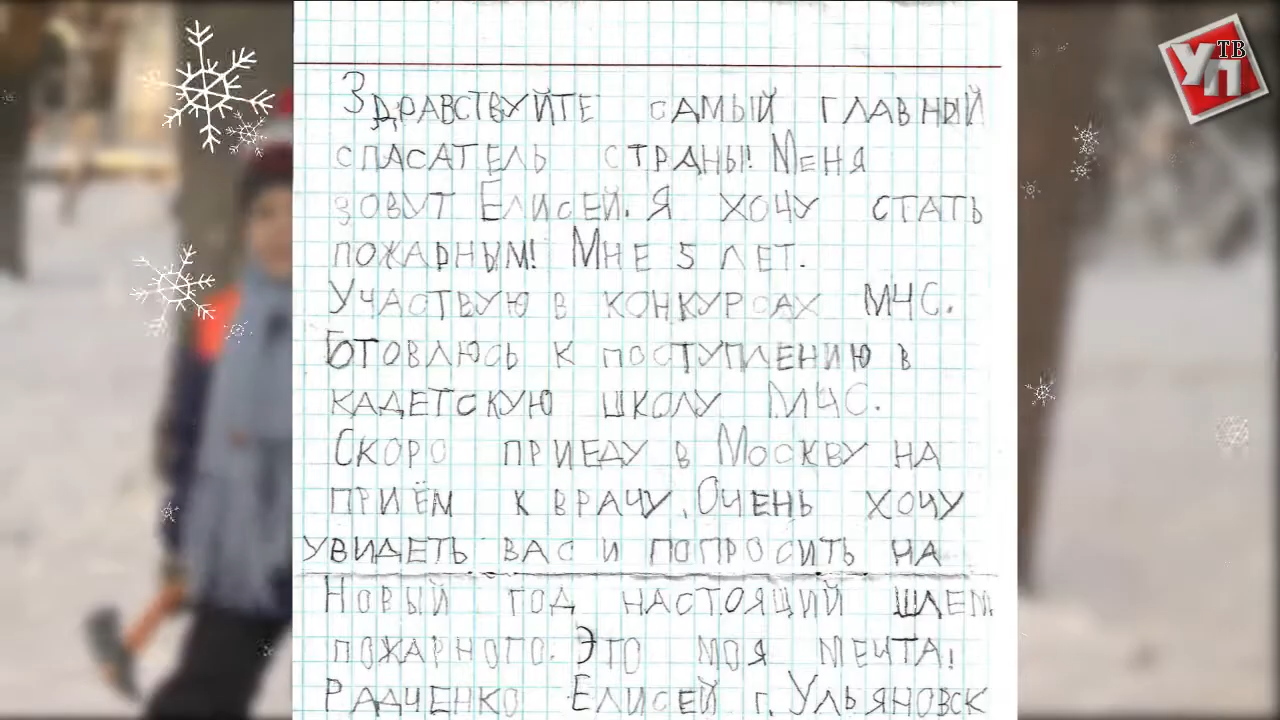 УП ТВ
Здравствуйте самый главный
спасатель страны! Меня
зовут Елисей. Я хочу стать
пожарным! Мне 5 лет.
Участвую в конкурсах МЧС.
Готовлюсь к поступлению в
кадетскую школу МЧС.
Скоро приеду в Москву на
приём к врачу. Очень хочу
увидеть вас и попросить на
Новый год настоящий шлем
пожарного. Это моя мечта!
Радченко Елисей г. Ульяновск